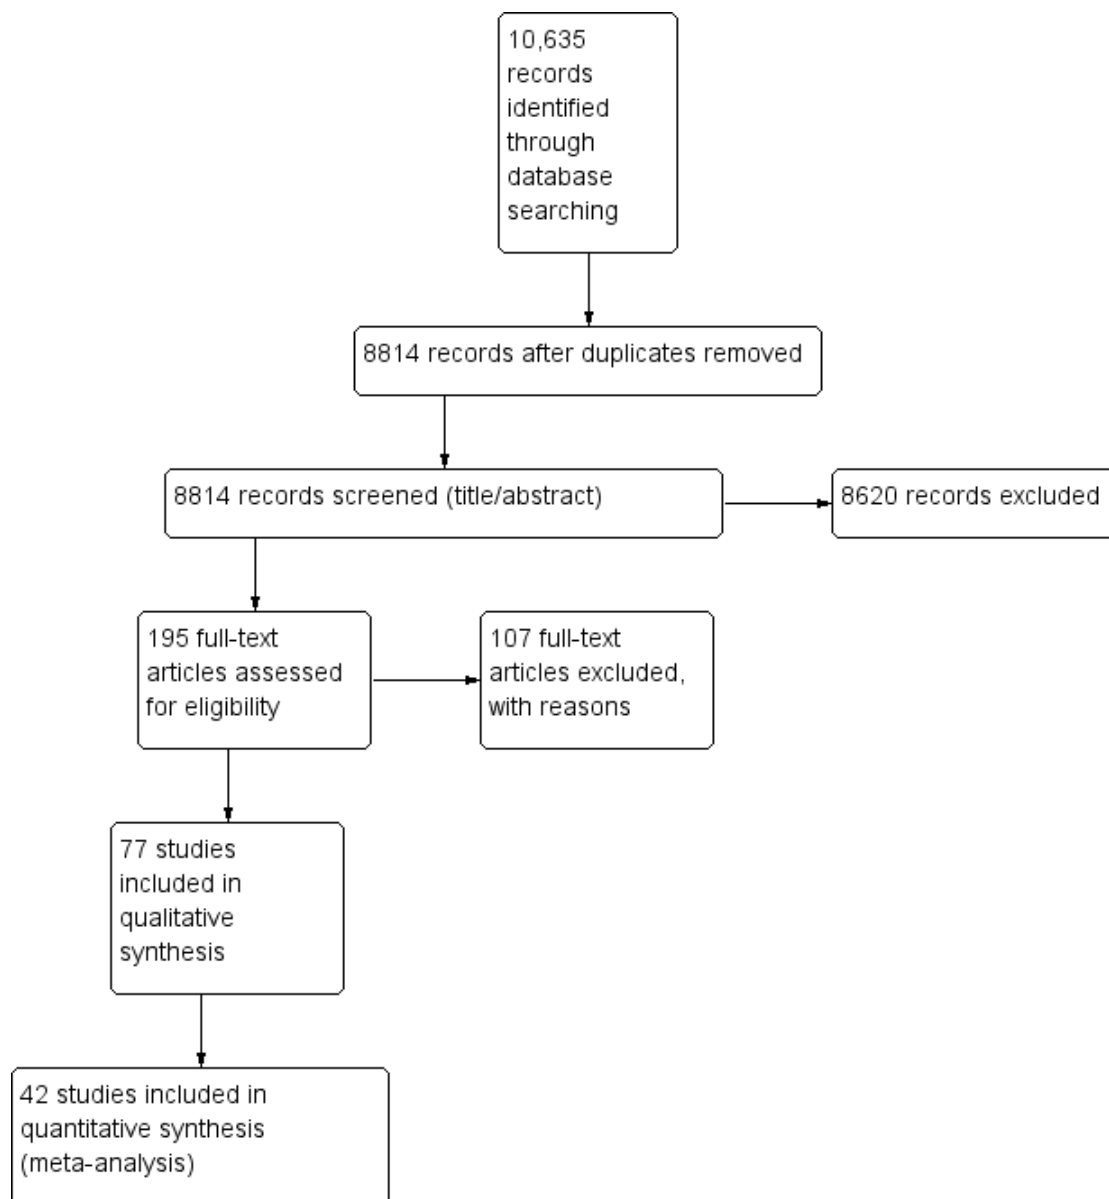 10,635
records
identified
through
database
searching
8814 records after duplicates removed
8814 records screened (title/abstract)
8620 records excluded
195 full-text
articles assessed
for eligibility
107 full-text
articles excluded,
with reasons
77 studies
included in
qualitative
synthesis
42 studies included in
quantitative synthesis
(meta-analysis)